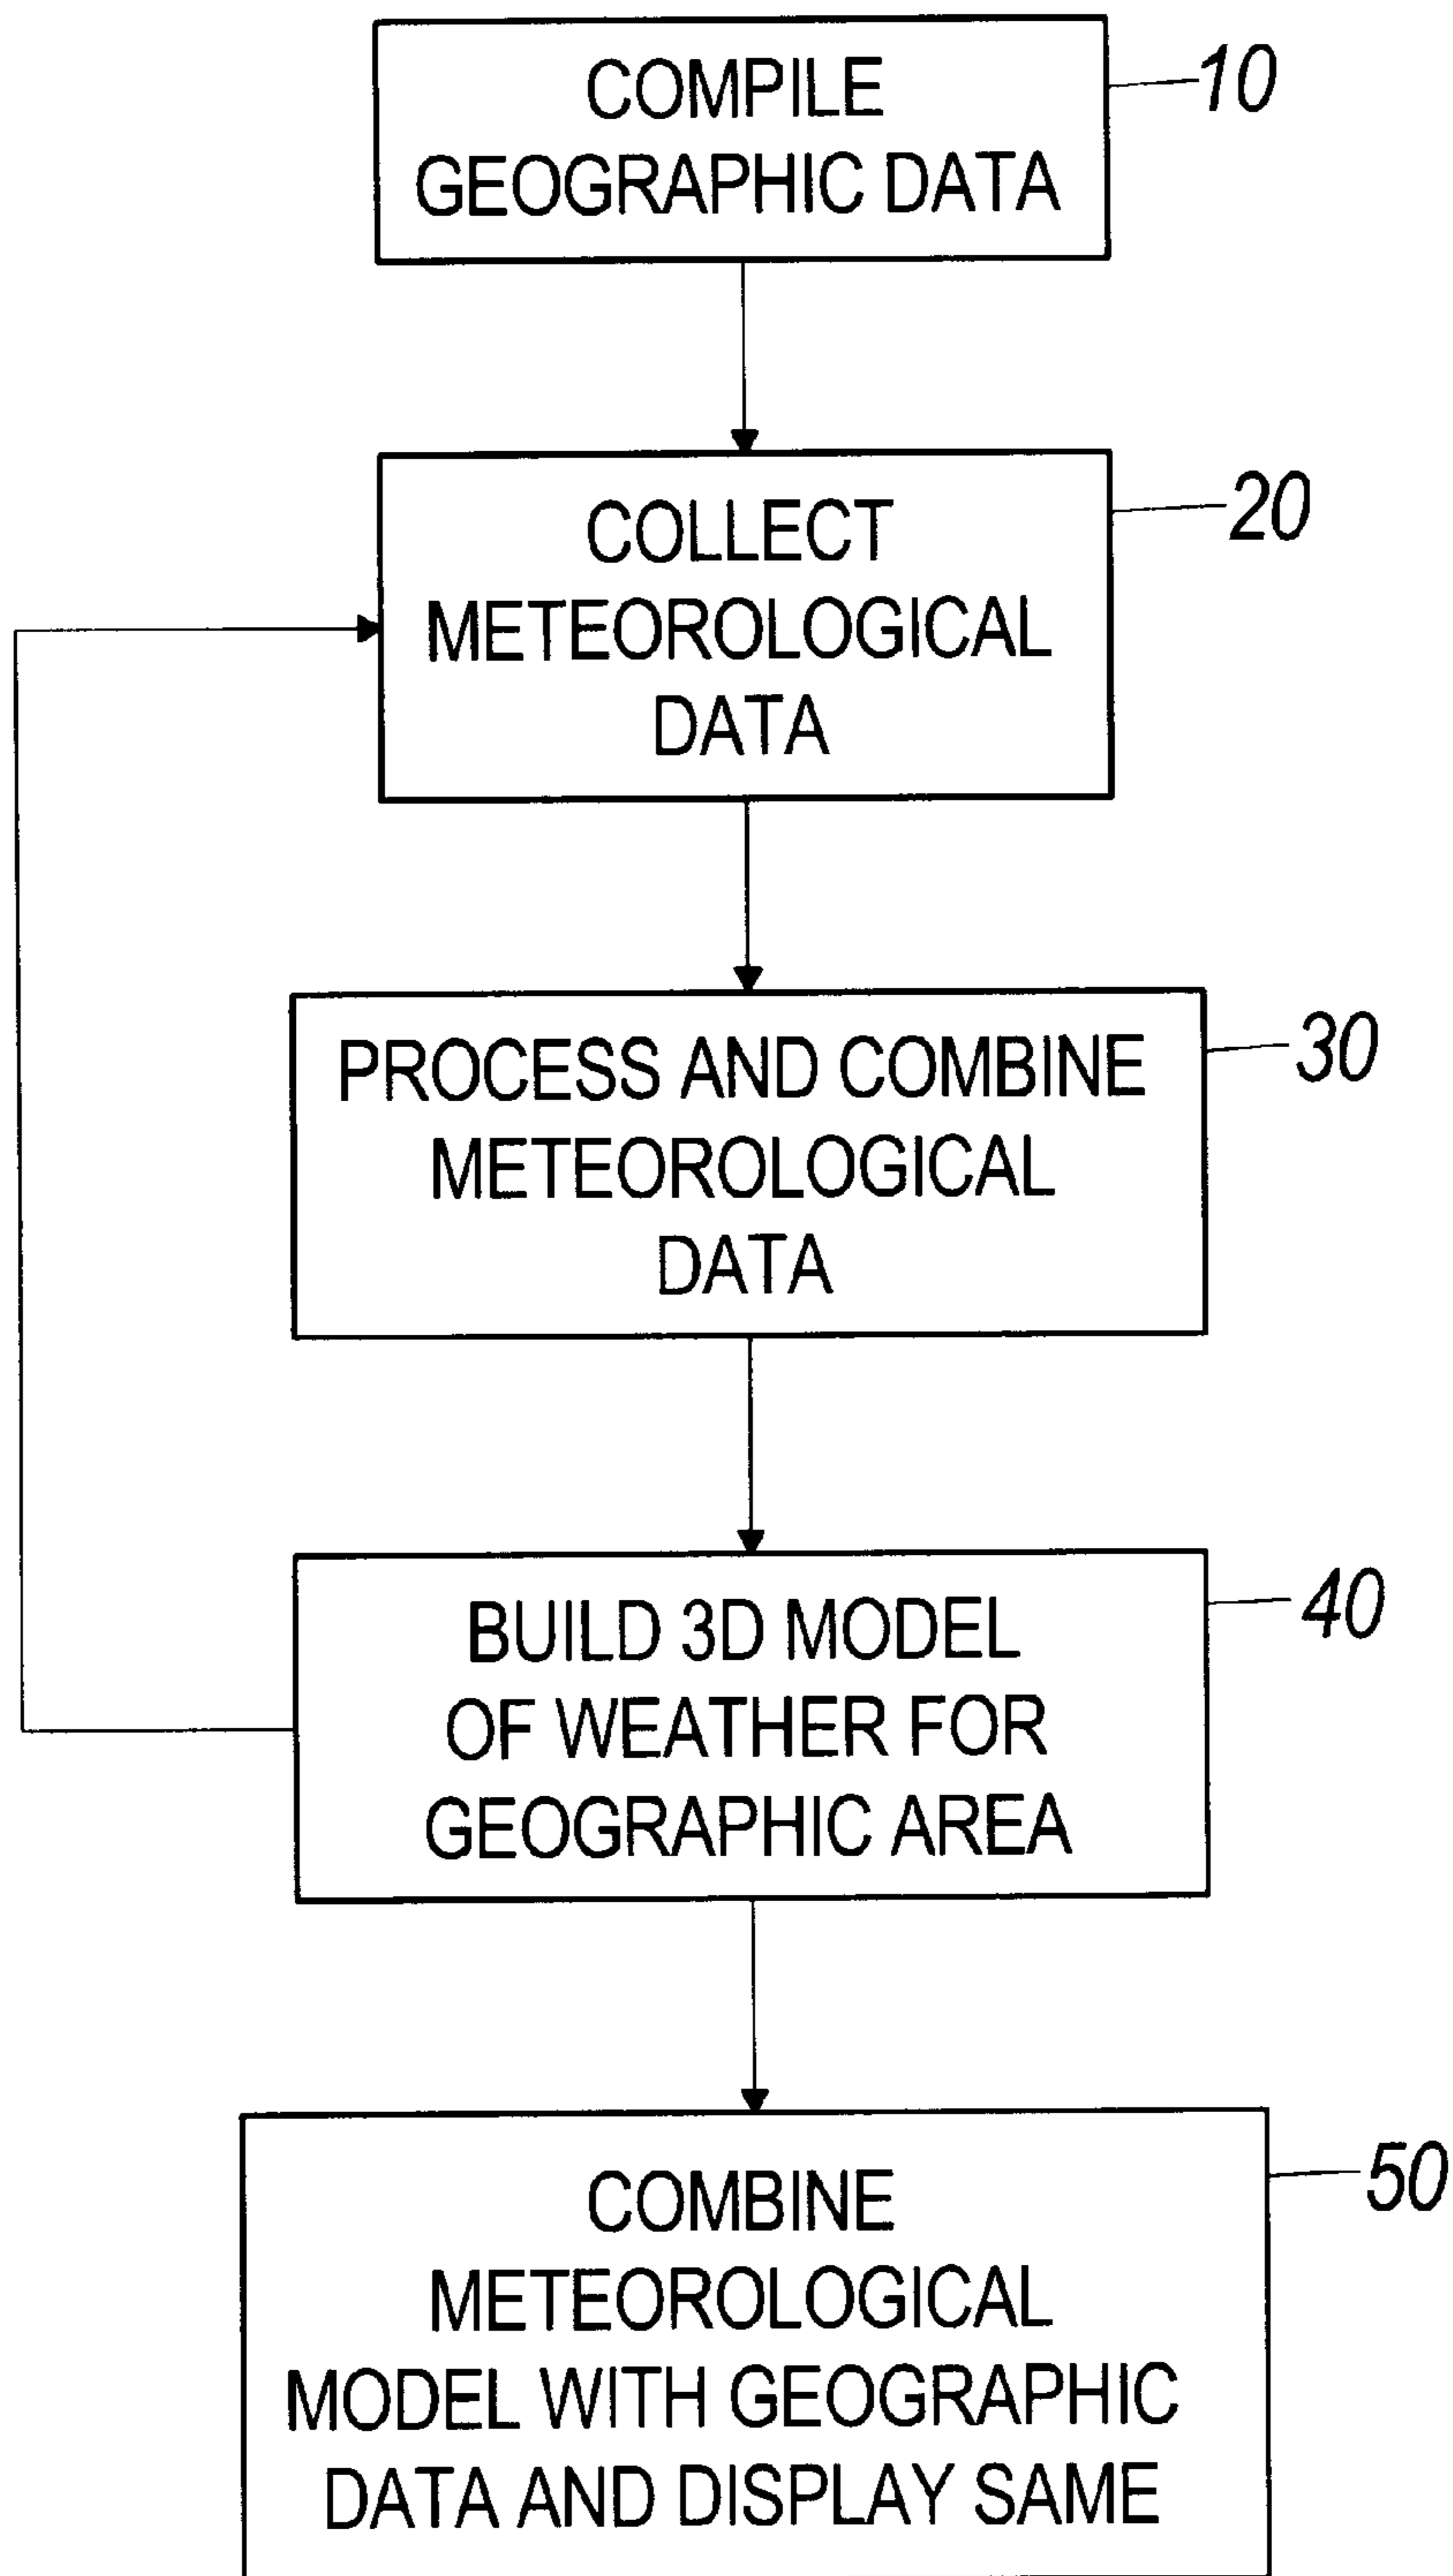 COMPILE
GEOGRAPHIC DATA
10
COLLECT
METEOROLOGICAL
DATA
20
PROCESS AND COMBINE
METEOROLOGICAL
DATA
30
BUILD 3D MODEL
OF WEATHER FOR
GEOGRAPHIC AREA
40
COMBINE
METEOROLOGICAL
MODEL WITH GEOGRAPHIC
DATA AND DISPLAY SAME
50